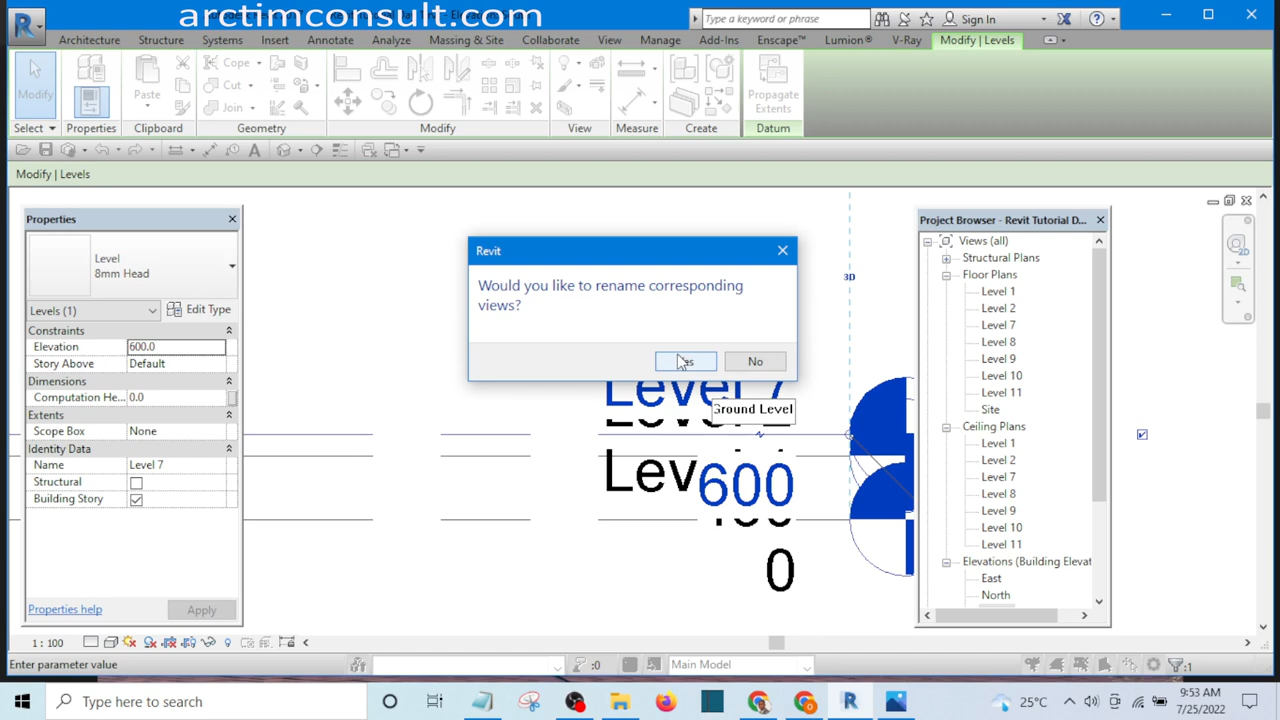 arctimconsult.com
Type a keyword or phrase
Sign In
Architecture Structure Systems Insert Annotate Analyze Massing & Site Collaborate View Manage Add-Ins Enscape™ Lumion® V-Ray Modify | Levels
Modify
Paste
Cope
Cut
Join
Propagate
Extents
Select Properties Clipboard Geometry Modify View Measure Create Datum
Modify | Levels
Properties
Level
8mm Head
Levels (1)
Edit Type
Constraints
Elevation 600.0
Story Above Default
Dimensions
Computation He... 0.0
Extents
Scope Box None
Identity Data
Name Level 7
Structural
Building Story
Properties help
Apply
Revit
Would you like to rename corresponding
views?
No
3D
Level 7
Ground Level
600
0
Project Browser - Revit Tutorial D...
Views (all)
Structural Plans
Floor Plans
Level 1
Level 2
Level 7
Level 8
Level 9
Level 10
Level 11
Site
Ceiling Plans
Level 1
Level 2
Level 7
Level 8
Level 9
Level 10
Level 11
Elevations (Building Elevat
East
North
2D
1 : 100
Enter parameter value
:0
Main Model
:1
Type here to search
25°C
9:53 AM
7/25/2022